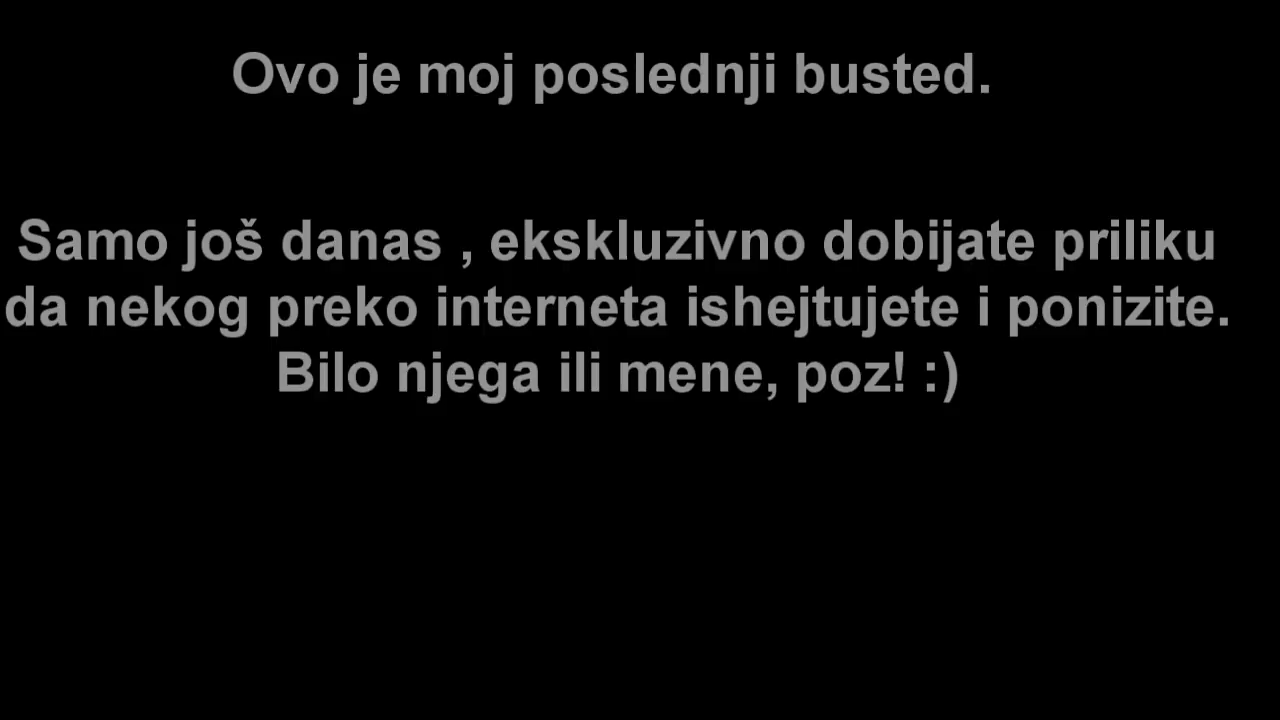 Ovo je moj poslednji busted.
Samo još danas , ekskluzivno dobijate priliku
da nekog preko interneta ishejtujete i ponizite.
Bilo njega ili mene, poz! :)